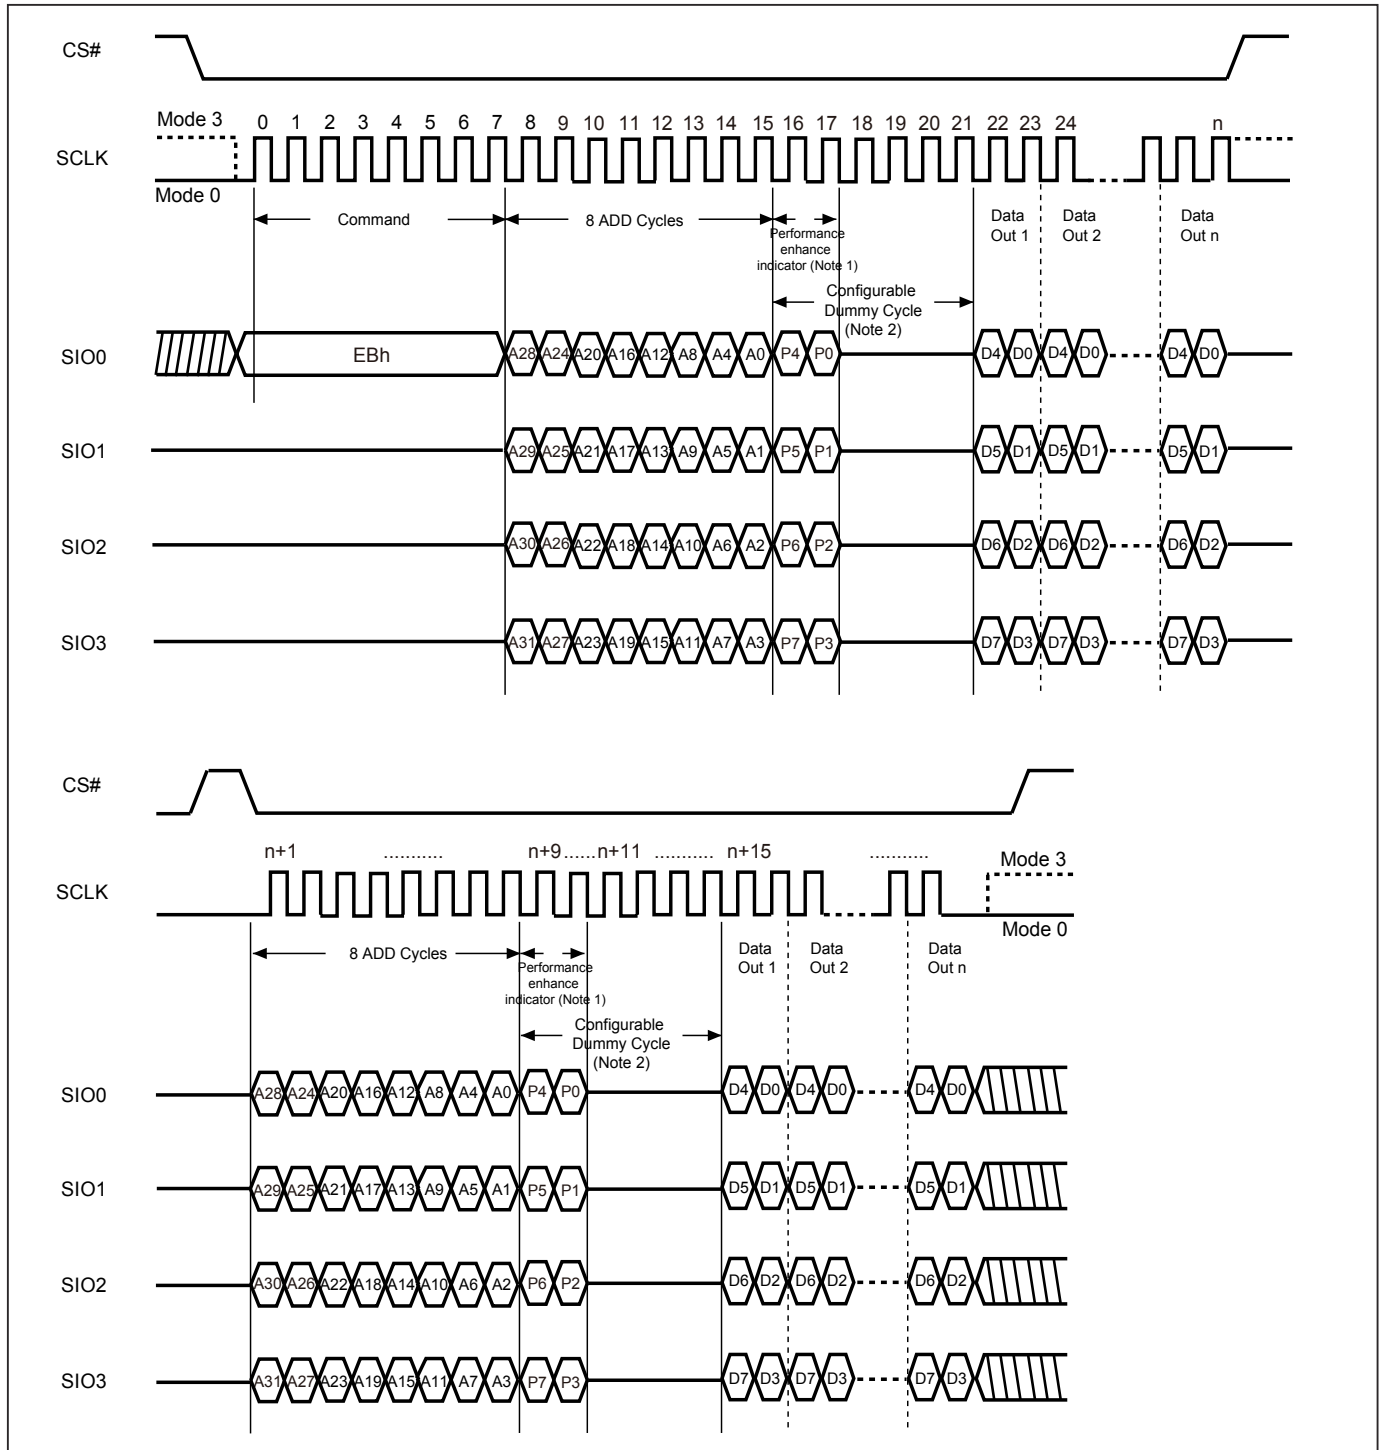 CS#
Mode 3
0 1 2 3 4 5 6 7 8 9 10 11 12 13 14 15 16 17 18 19 20 21 22 23 24 n
SCLK
Mode 0
Command
8 ADD Cycles
Performance
enhance
indicator (Note 1)
Data
Out 1
Data
Out 2
Data
Out n
Configurable
Dummy Cycle
(Note 2)
SIO0 EBh A28 A24 A20 A16 A12 A8 A4 A0 P4 P0 D4 D0 D4 D0 D4 D0
SIO1 A29 A25 A21 A17 A13 A9 A5 A1 P5 P1 D5 D1 D5 D1 D5 D1
SIO2 A30 A26 A22 A18 A14 A10 A6 A2 P6 P2 D6 D2 D6 D2 D6 D2
SIO3 A31 A27 A23 A19 A15 A11 A7 A3 P7 P3 D7 D3 D7 D3 D7 D3
CS#
n+1 ........... n+9......n+11 ........... n+15 ...........
Mode 3
SCLK
Mode 0
8 ADD Cycles
Performance
enhance
indicator (Note 1)
Data
Out 1
Data
Out 2
Data
Out n
Configurable
Dummy Cycle
(Note 2)
SIO0 A28 A24 A20 A16 A12 A8 A4 A0 P4 P0 D4 D0 D4 D0 D4 D0
SIO1 A29 A25 A21 A17 A13 A9 A5 A1 P5 P1 D5 D1 D5 D1 D5 D1
SIO2 A30 A26 A22 A18 A14 A10 A6 A2 P6 P2 D6 D2 D6 D2 D6 D2
SIO3 A31 A27 A23 A19 A15 A11 A7 A3 P7 P3 D7 D3 D7 D3 D7 D3